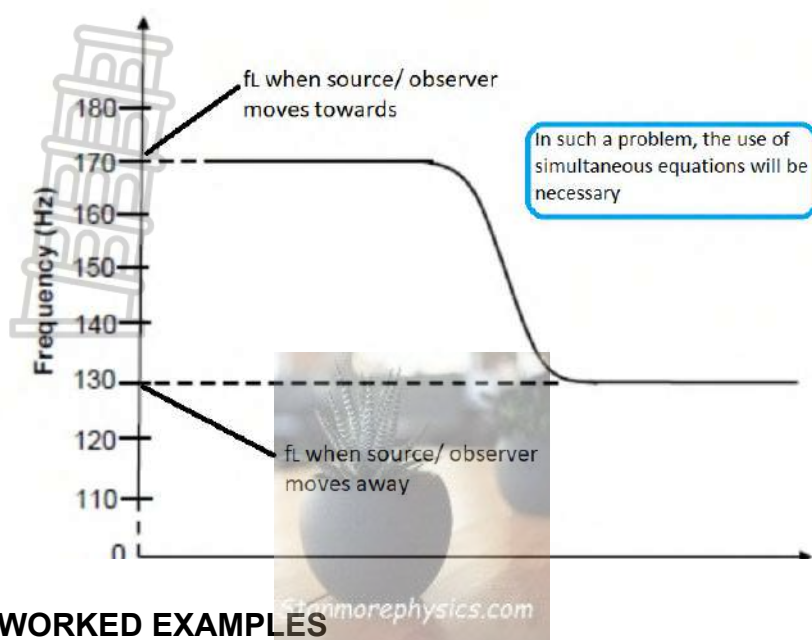 fL when source/ observer
moves towards
In such a problem, the use of
simultaneous equations will be
necessary
Frequency (Hz)
180
170
160
150
140
130
120
110
0
fL when source/ observer
moves away
WORKED EXAMPLES
Stanmorephysics.com